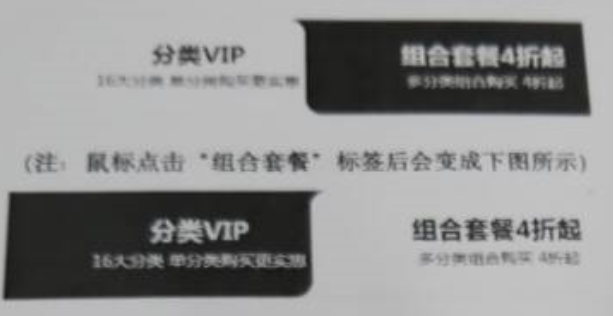 分类VIP
16大分类 单分类购买更实惠
组合套餐4折起
多分类组合购买 4折起
(注: 鼠标点击“组合套餐”标签后会变成下图所示)
分类VIP
16大分类 单分类购买更实惠
组合套餐4折起
多分类组合购买 4折起